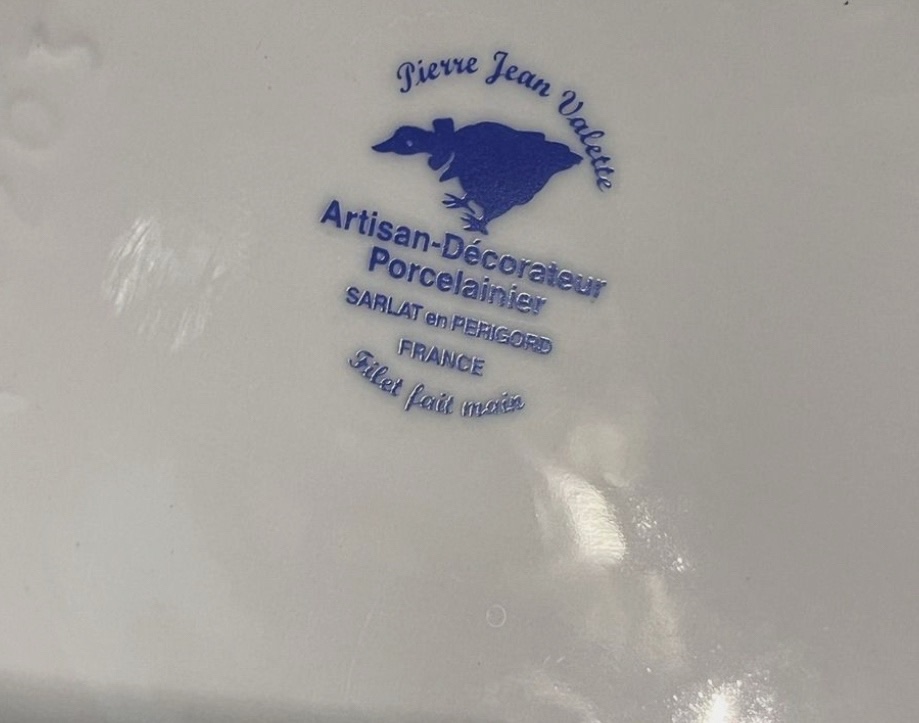 Pierre Jean Valette
Artisan-Décorateur
Porcelainier
SARLAT en PERIGORD
FRANCE
Filet fait main